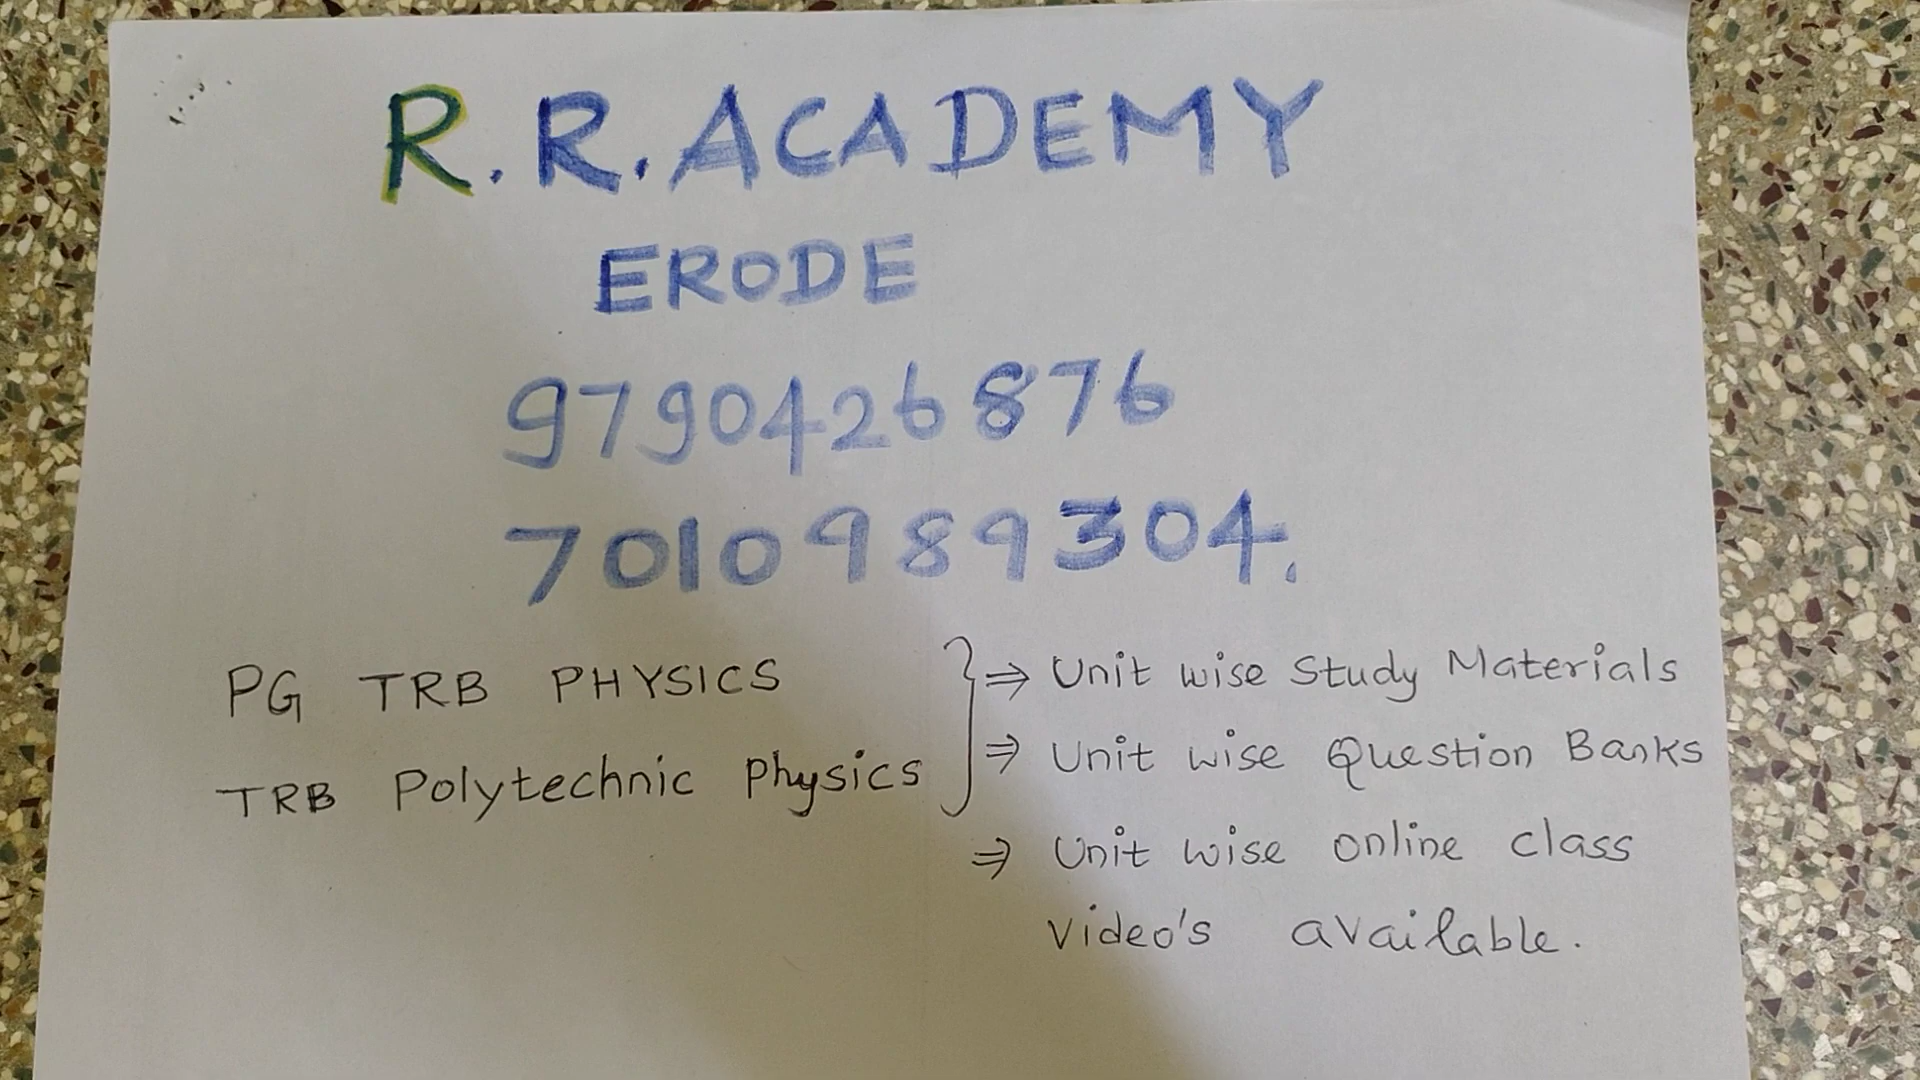 R.R.ACADEMY
ERODE
9790426876
7010989304.
PG TRB PHYSICS
TRB Polytechnic Physics
⇒ Unit wise Study Materials
⇒ Unit wise Question Banks
⇒ Unit wise online class
video's available.